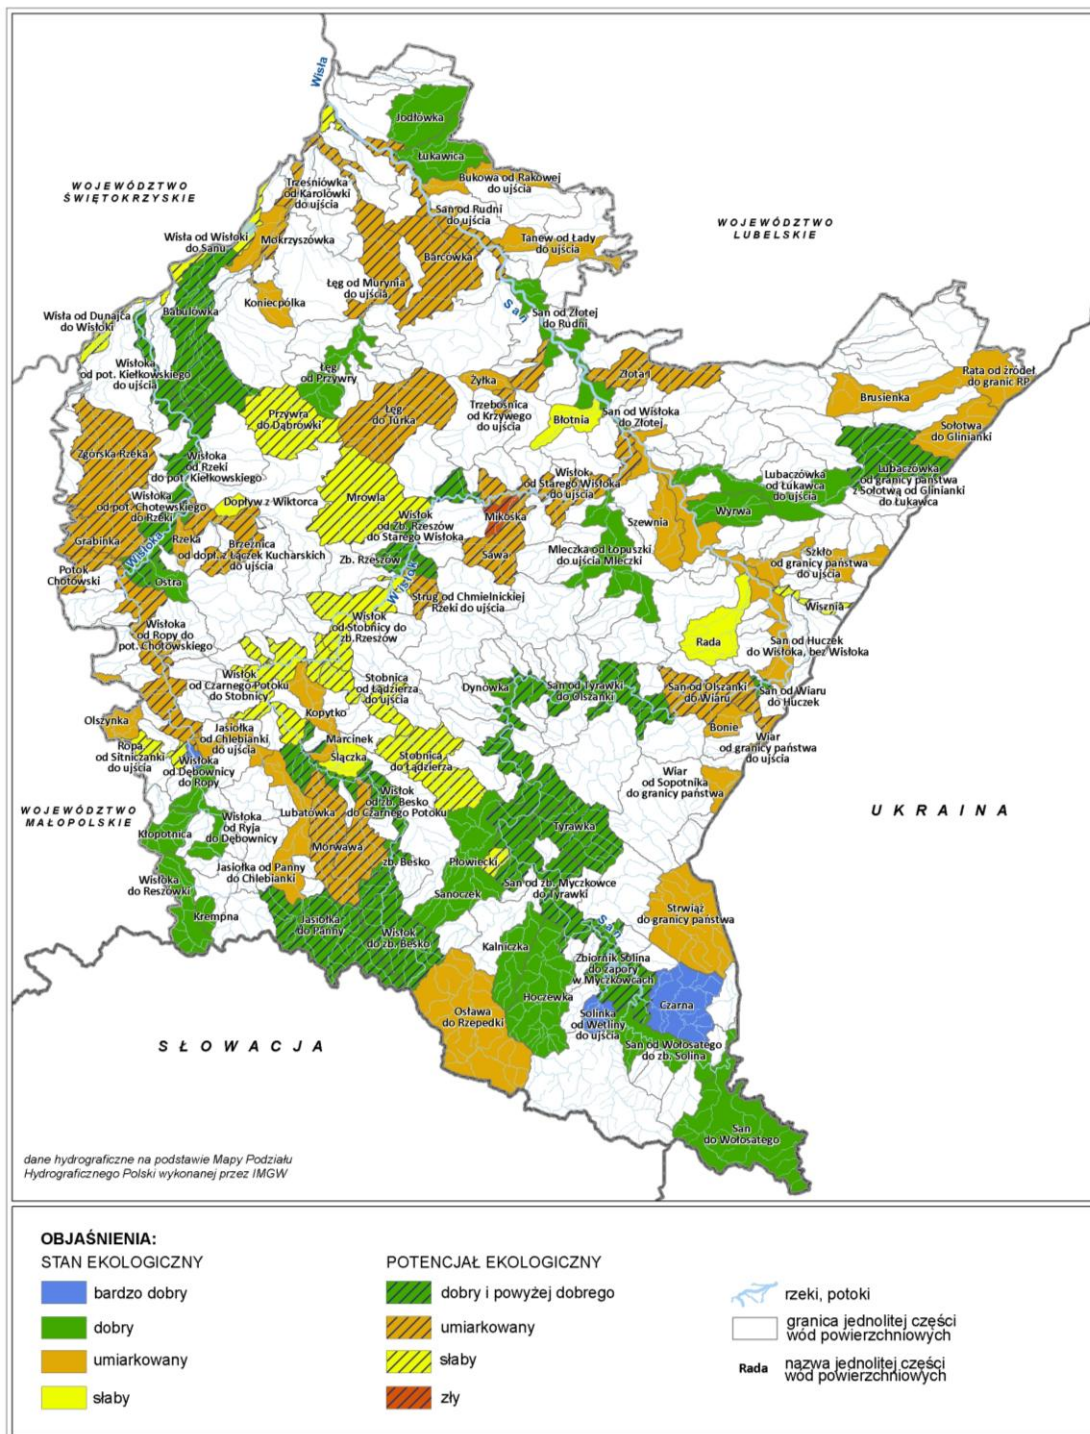 Wisła
Jodłówka
Łukawica
WOJEWÓDZTWO
ŚWIĘTOKRZYSKIE
Trześniówka
od Karolówki
do ujścia
Bukowa od Rakowej
do ujścia
San od Rudni
do ujścia
WOJEWÓDZTWO
LUBELSKIE
Wisła od Wisłoki
do Sanu
Mokrzyszówka
Tanew od Łady
do ujścia
Barcówka
Łęg od Murynia
do ujścia
Koniecpólka
San
Wisła od Dunajca
do Wisłoki
Babulówka
San od Złotej
do Rudni
Wisłoka
od pot. Kiełkowskiego
do ujścia
Łęg
od Przywry
Żyłka
Złota I
Rata od źródeł
do granic RP
Brusienka
Przywra
do Dąbrówki
Łęg
do Turka
Trzebośnica
od Krzywego
do ujścia
Błotnia
San od Wisłoka
do Złotej
Sołotwa
do Glinianki
Zgórska Rzeka
Wisłoka
od Rzeki
do pot. Kiełkowskiego
Wisłok
od Starego Wisłoka
do ujścia
Lubaczówka
od Łukawca
do ujścia
Lubaczówka
od granicy państwa
z Sołotwą od Glinianki
do Łukawca
Wisłoka
od pot. Chotewskiego
do Rzeki
Dopływ z Wiktorca
Mrowla
Wisłok
od Zb. Rzeszów
do Starego Wisłoka
Mikośka
Szewnia
Wyrwa
Grabinka
Rzeka
Brzeźnica
od dopł. z Łączek Kucharskich
do ujścia
Zb. Rzeszów
Sawa
Mleczka od Łopuszki
do ujścia Mleczki
Szkło
od granicy państwa
do ujścia
Wisłoka
Potok
Chotowski
Ostra
Wisłok
Strug od Chmielnickiej
Rzeki do ujścia
Wisznia
Wisłoka
od Ropy do
pot. Chotowskiego
Wisłok
od Stobnicy do
zb.Rzeszów
Rada
San od Huczek
do Wisłoka, bez Wisłoka
Wisłok
od Czarnego Potoku
do Stobnicy
Stobnica
od Łądzierza
do ujścia
Dynówka
San od Tyrawki
do Olszanki
San od Olszanki
do Wiaru
San od Wiaru
do Huczek
Olszynka
Kopytko
Jasiołka
od Chlebianki
do ujścia
Bonie
Wiar
od granicy państwa
do ujścia
Ropa
od Sitniczanki
do ujścia
Marcinek
Ślączka
Stobnica
do Łądzierza
Wisłoka
od Dębownicy
do Ropy
Wiar
od Sopotnika
do granicy państwa
WOJEWÓDZTWO
MAŁOPOLSKIE
Wisłok
od zb. Besko
do Czarnego Potoku
UKRAINA
Kłopotnica
Wisłoka
od Ryja
do Dębownicy
Lubatówka
Tyrawka
Morwawa
zb. Besko
Płowiecki
Jasiołka od Panny
do Chlebianki
Wisłoka
do Reszówki
San od zb. Myczkowce
do Tyrawki
Sanoczek
Krempna
Jasiołka
do Panny
Wisłok
do zb. Besko
San
Strwiąż
do granicy państwa
Kalniczka
Zbiornik Solina
do zapory
w Myczkowcach
Hoczewka
Osława
do Rzepedki
Solinka
od Wetliny
do ujścia
Czarna
SŁOWACJA
San od Wołosatego
do zb. Solina
San
do Wołosatego
dane hydrograficzne na podstawie Mapy Podziału
Hydrograficznego Polski wykonanej przez IMGW
OBJAŚNIENIA:
STAN EKOLOGICZNY
bardzo dobry
dobry
umiarkowany
słaby
POTENCJAŁ EKOLOGICZNY
dobry i powyżej dobrego
umiarkowany
słaby
zły
rzeki, potoki
granica jednolitej części
wód powierzchniowych
Rada
nazwa jednolitej części
wód powierzchniowych